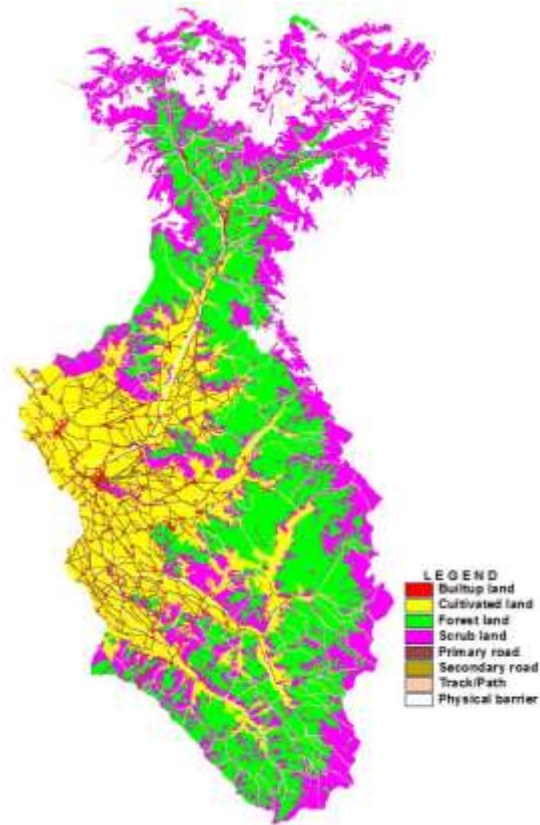 LEGEND
Builtup land
Cultivated land
Forest land
Scrub land
Primary road
Secondary road
Track/Path
Physical barrier